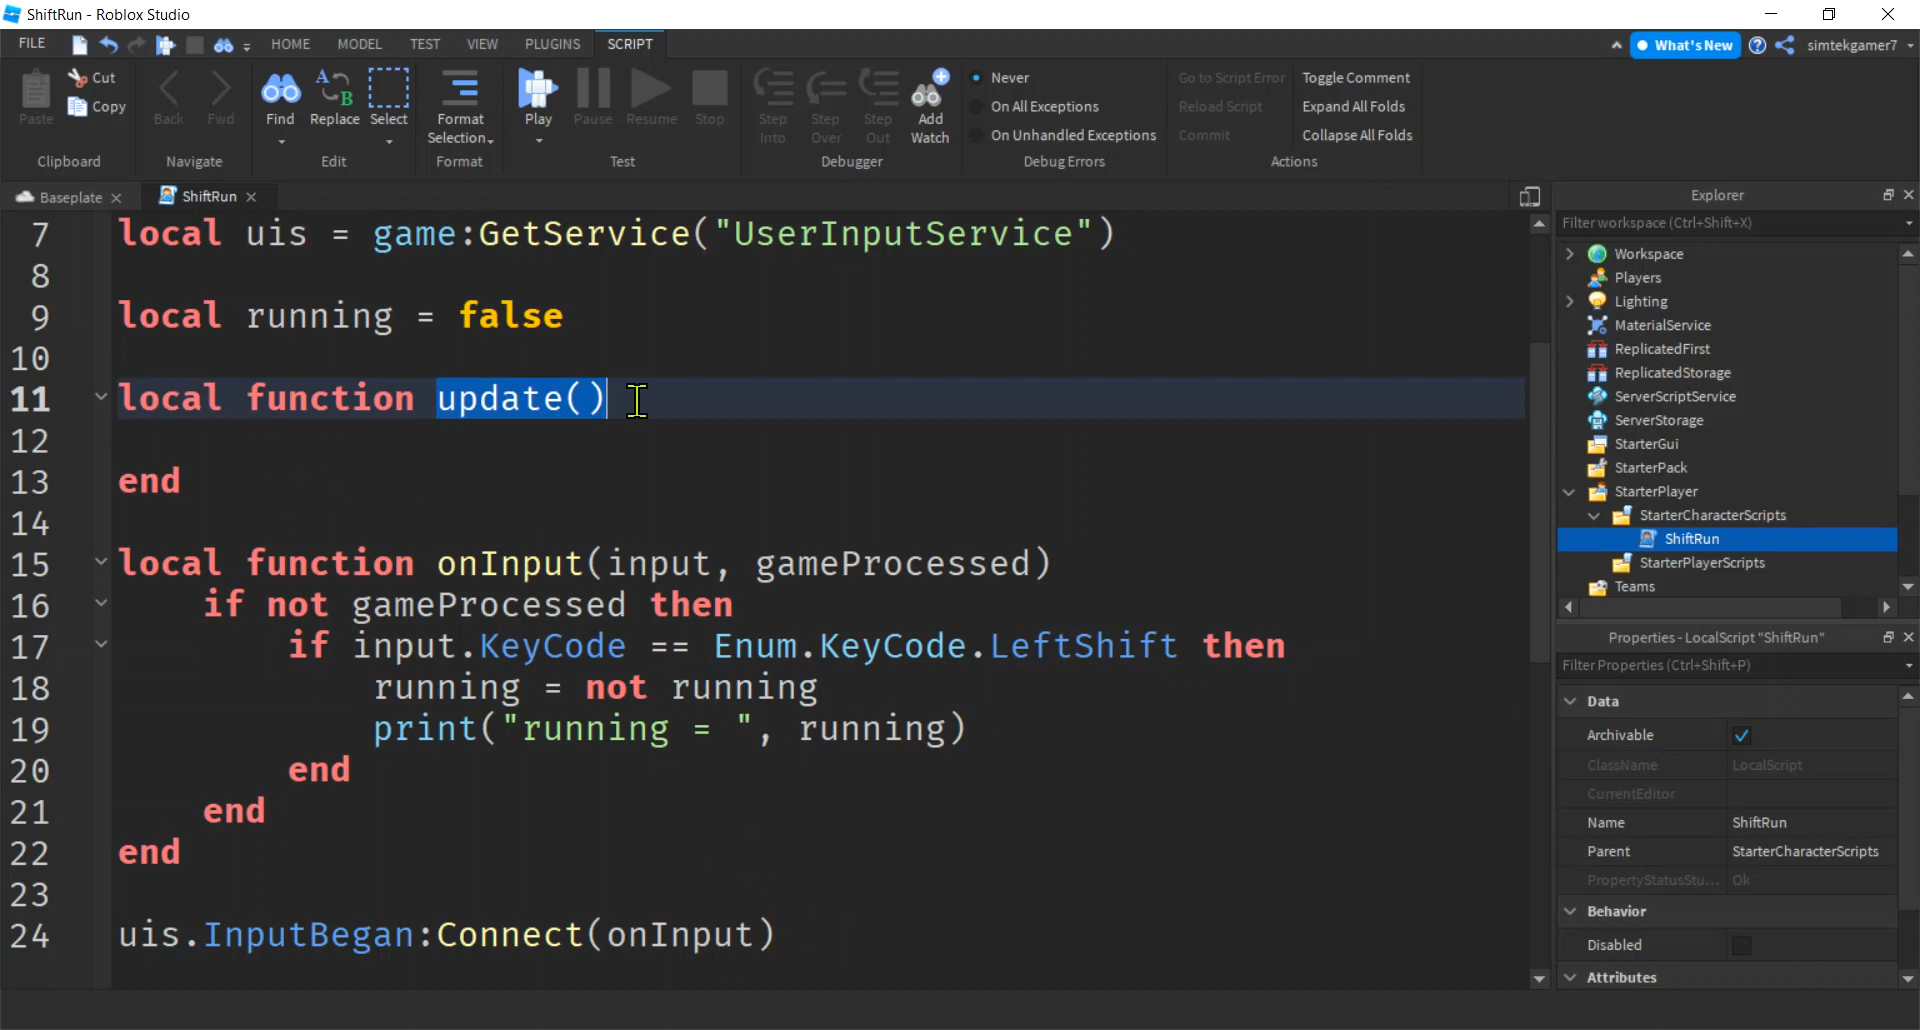 ShiftRun - Roblox Studio
FILE HOME MODEL TEST VIEW PLUGINS SCRIPT What's New simtekgamer7
Paste Cut Copy Clipboard
Back Fwd Navigate
Find Replace Select Edit
Format Selection Format
Play Pause Resume Stop Test
Step Into Step Over Step Out Add Watch Debugger
Never
On All Exceptions
On Unhandled Exceptions
Debug Errors
Go to Script Error
Reload Script
Commit
Toggle Comment
Expand All Folds
Collapse All Folds
Actions
Baseplate ShiftRun
7 local uis = game:GetService("UserInputService")
8
9 local running = false
10
11 local function update()
12
13 end
14
15 local function onInput(input, gameProcessed)
16 if not gameProcessed then
17 if input.KeyCode == Enum.KeyCode.LeftShift then
18 running = not running
19 print("running = ", running)
20 end
21 end
22 end
23
24 uis.InputBegan:Connect(onInput)
Explorer
Filter workspace (Ctrl+Shift+X)
Workspace
Players
Lighting
MaterialService
ReplicatedFirst
ReplicatedStorage
ServerScriptService
ServerStorage
StarterGui
StarterPack
StarterPlayer
StarterCharacterScripts
ShiftRun
StarterPlayerScripts
Teams
Properties - LocalScript "ShiftRun"
Filter Properties (Ctrl+Shift+P)
Data
Archivable
ClassName LocalScript
CurrentEditor
Name ShiftRun
Parent StarterCharacterScripts
PropertyStatusStu... Ok
Behavior
Disabled
Attributes